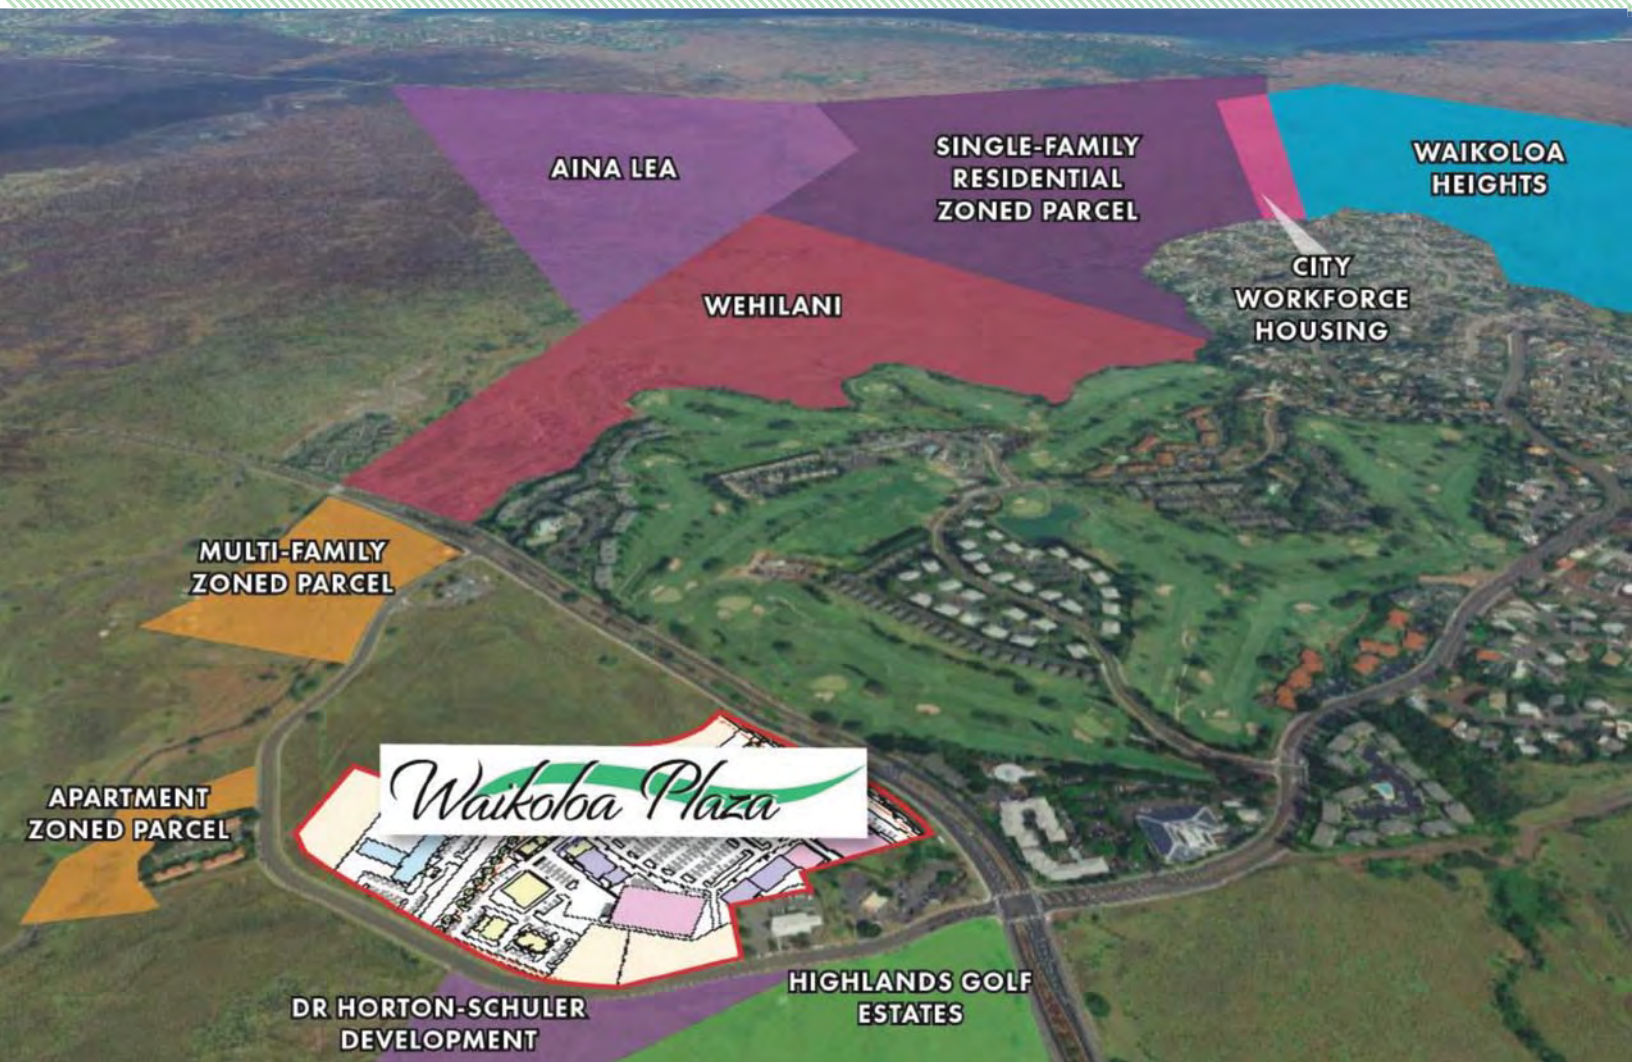 AINA LEA
SINGLE-FAMILY
RESIDENTIAL
ZONED PARCEL
WAIKOLOA
HEIGHTS
CITY
WORKFORCE
HOUSING
WEHILANI
MULTI-FAMILY
ZONED PARCEL
APARTMENT
ZONED PARCEL
Waikoloa Plaza
DR HORTON-SCHULER
DEVELOPMENT
HIGHLANDS GOLF
ESTATES